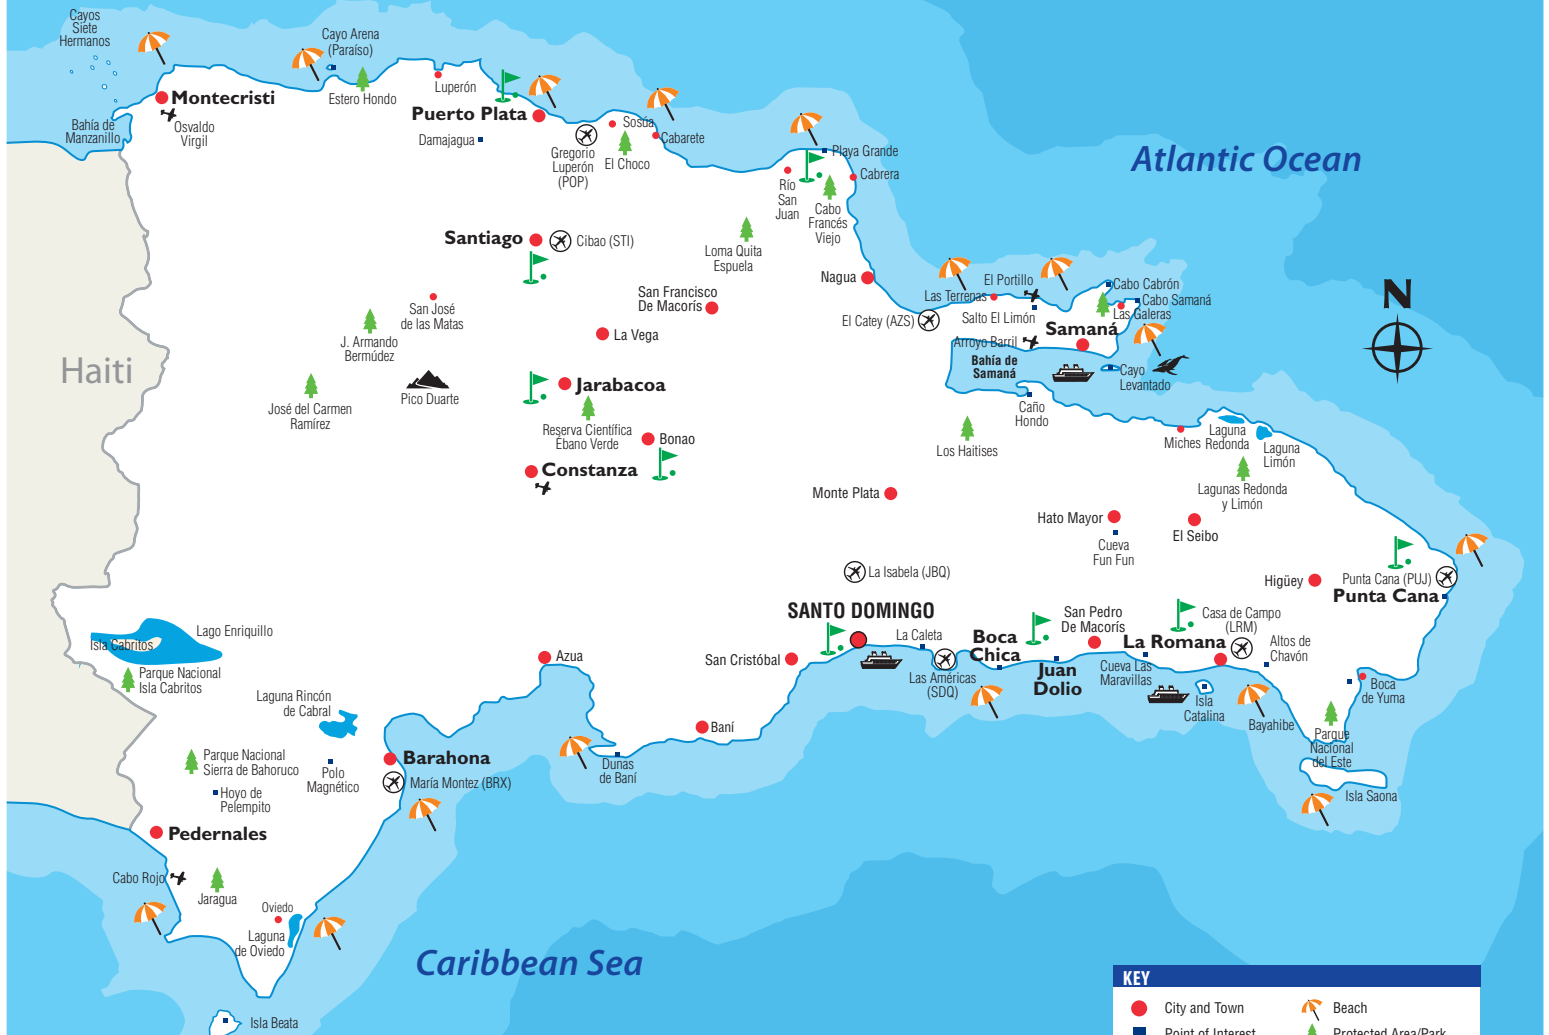 Cayos
Siete
Hermanos
Cayo Arena
(Paraíso)
Estero Hondo
Luperón
Montecristi
Osvaldo
Virgil
Bahía de
Manzanillo
Puerto Plata
Damajagua
Gregorio
Luperón
(POP)
Sosúa
El Choco
Cabarete
Playa Grande
Río
San
Juan
Cabrera
Cabo
Francés
Viejo
Atlantic Ocean
Santiago
Cibao (STI)
Loma Quita
Espuela
Nagua
San Francisco
De Macorís
San José
de las Matas
La Vega
J. Armando
Bermúdez
El Catey (AZS)
Las Terrenas
El Portillo
Salto El Limón
Cabo Cabrón
Cabo Samaná
Las Galeras
Samaná
Arroyo Barril
Bahía de
Samaná
Cayo
Levantado
N
Haiti
Pico Duarte
Jarabacoa
José del Carmen
Ramírez
Reserva Científica
Ébano Verde
Bonao
Constanza
Caño
Hondo
Los Haitises
Miches
Laguna
Redonda
Laguna
Limón
Lagunas Redonda
y Limón
Monte Plata
Hato Mayor
Cueva
Fun Fun
El Seibo
La Isabela (JBQ)
Higüey
Punta Cana (PUJ)
Punta Cana
SANTO DOMINGO
La Caleta
Boca
Chica
San Pedro
De Macorís
Casa de Campo
(LRM)
La Romana
Altos de
Chavón
Isla Cabritos
Lago Enriquillo
Parque Nacional
Isla Cabritos
Azua
San Cristóbal
Las Américas
(SDQ)
Juan
Dolio
Cueva Las
Maravillas
Isla
Catalina
Bayahibe
Boca
de Yuma
Parque
Nacional
del Este
Isla Saona
Laguna Rincón
de Cabral
Baní
Dunas
de Baní
Parque Nacional
Sierra de Bahoruco
Polo
Magnético
Barahona
María Montez (BRX)
Hoyo de
Pelempito
Pedernales
Cabo Rojo
Jaragua
Oviedo
Laguna
de Oviedo
Caribbean Sea
Isla Beata
KEY
City and Town
Beach
Point of Interest
Protected Area/Park